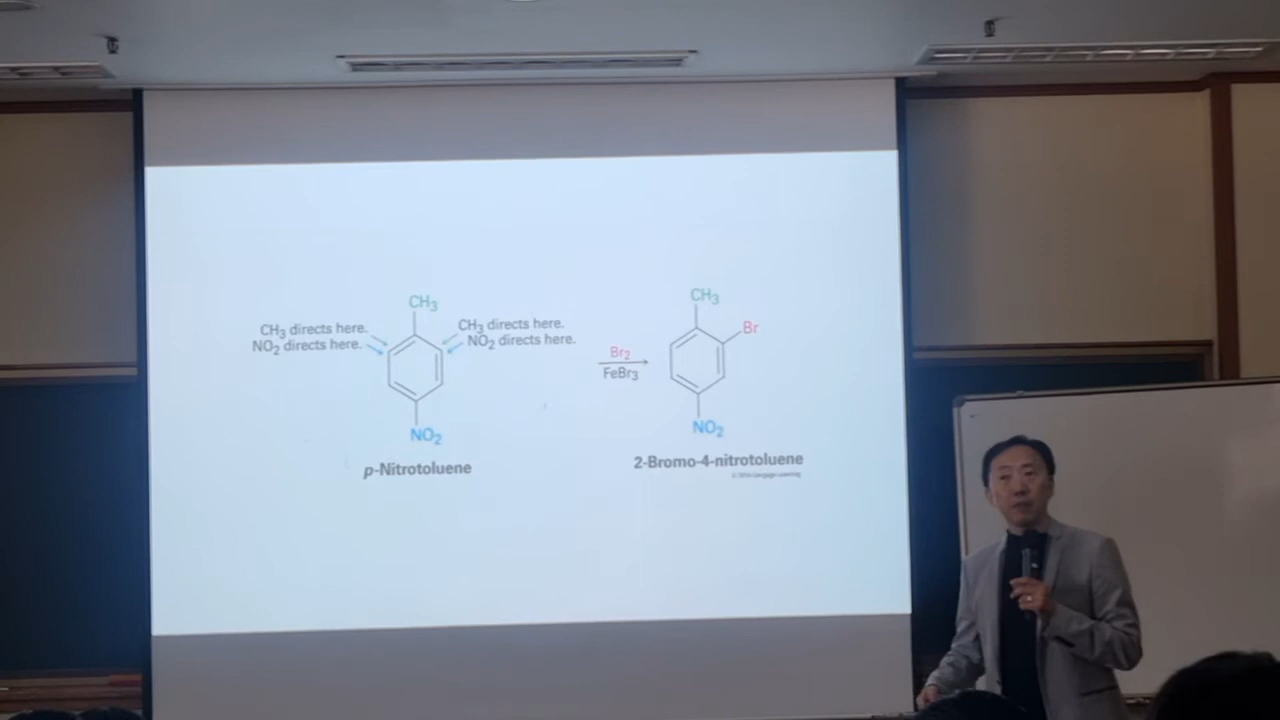 CH₃
CH₃ directs here.
NO₂ directs here.
CH₃ directs here.
NO₂ directs here.
NO₂
p-Nitrotoluene
Br₂
FeBr₃
CH₃
Br
NO₂
2-Bromo-4-nitrotoluene